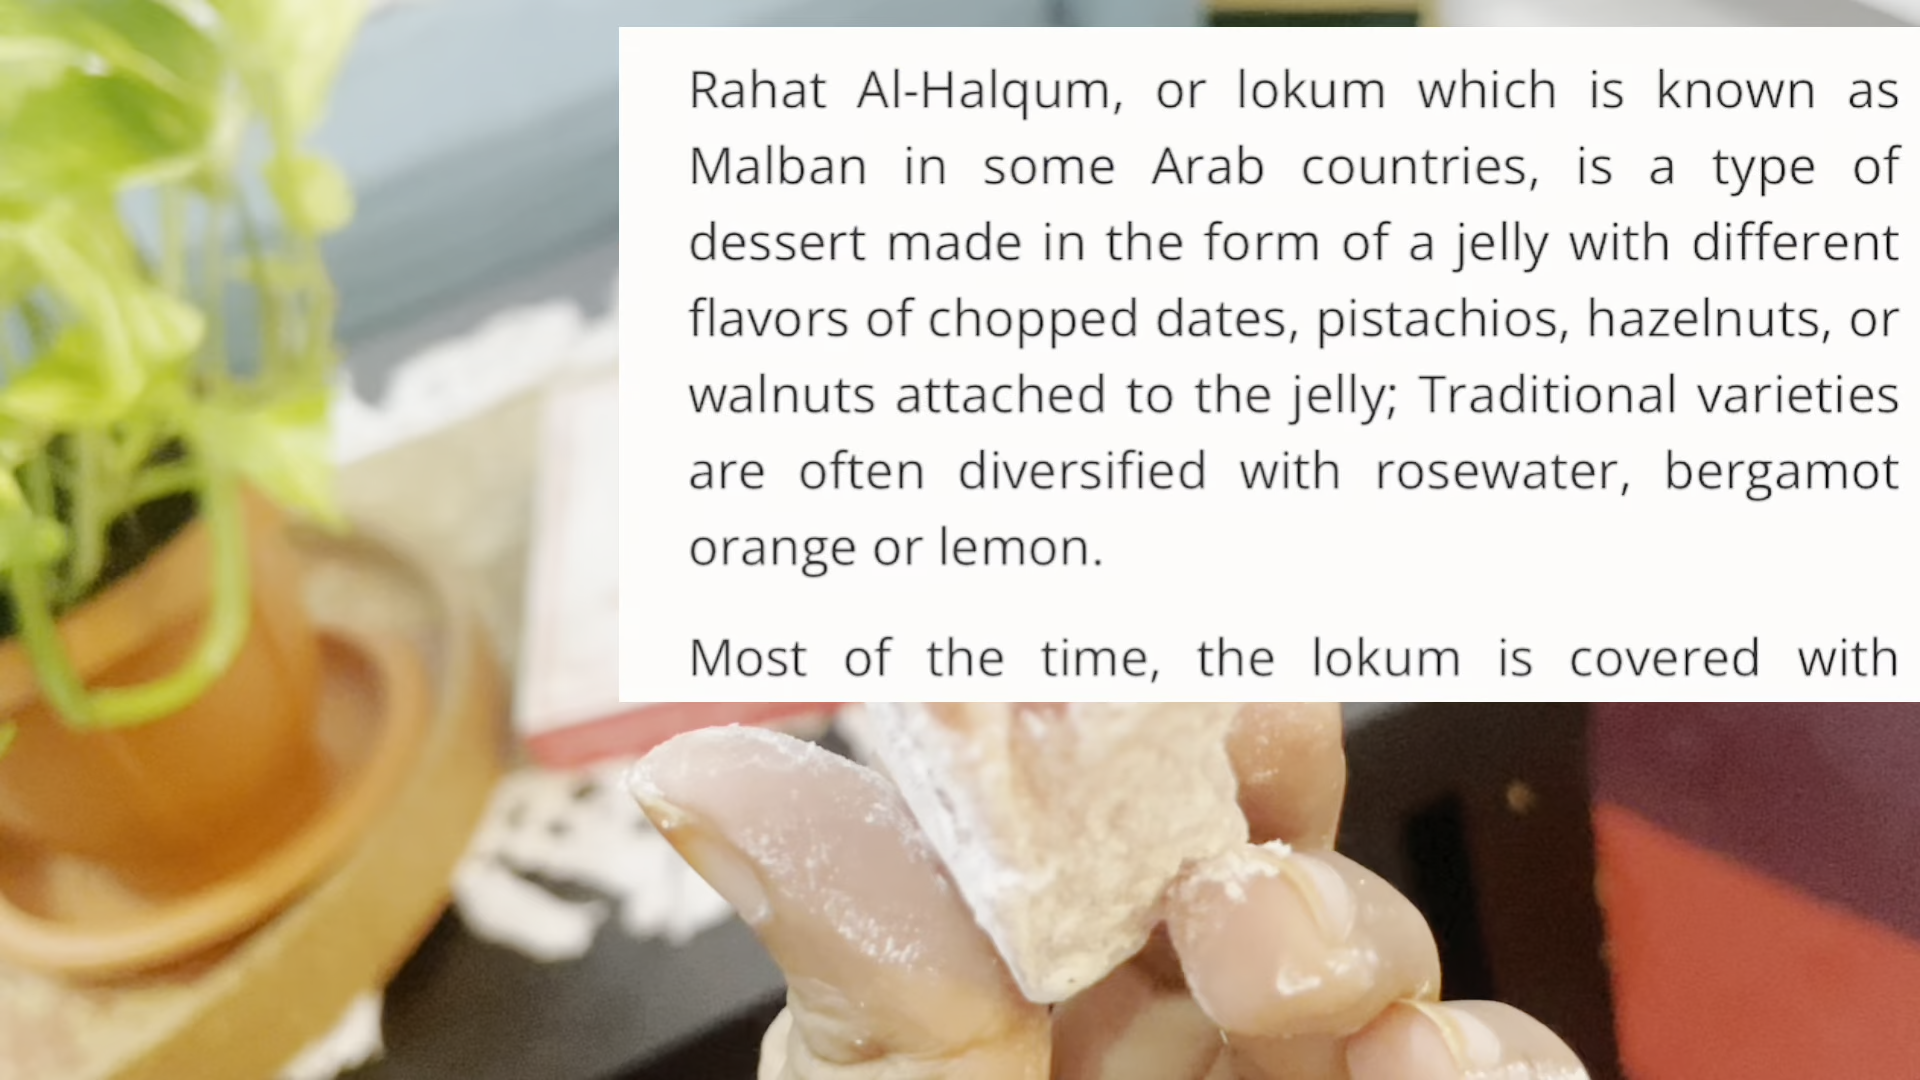 Rahat Al-Halqum, or lokum which is known as
Malban in some Arab countries, is a type of
dessert made in the form of a jelly with different
flavors of chopped dates, pistachios, hazelnuts, or
walnuts attached to the jelly; Traditional varieties
are often diversified with rosewater, bergamot
orange or lemon.
Most of the time, the lokum is covered with